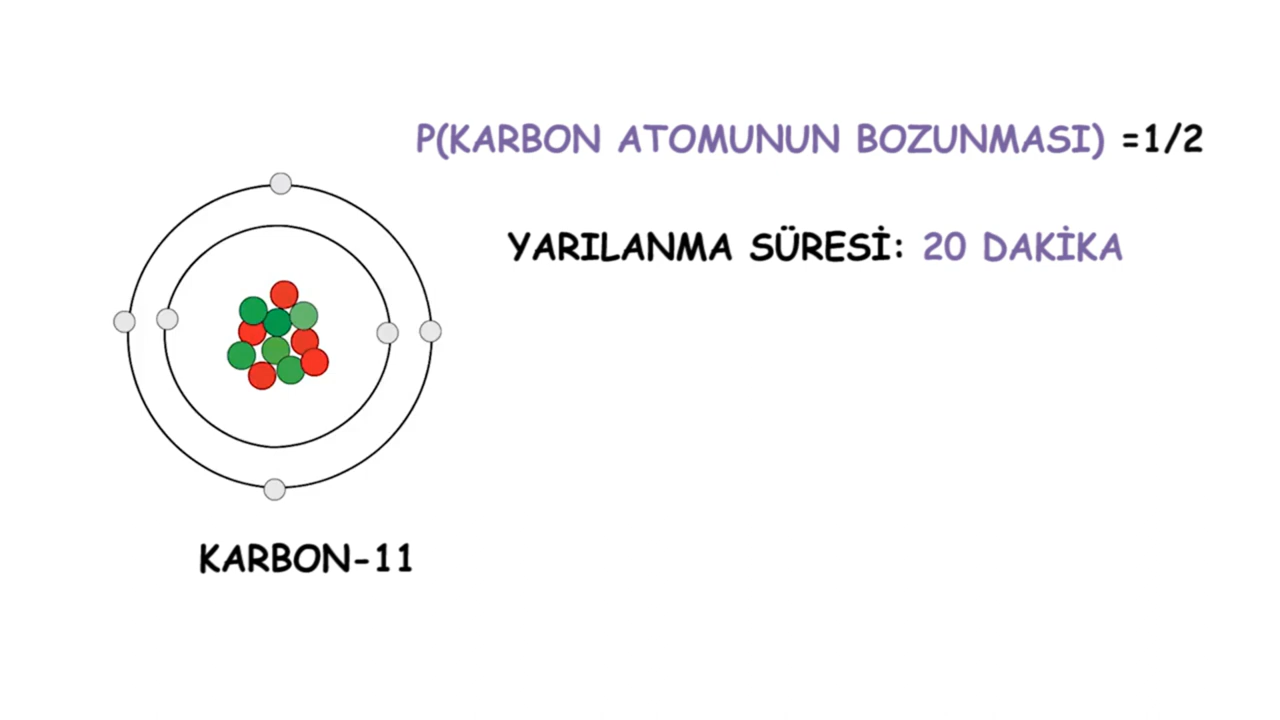 P(KARBON ATOMUNUN BOZUNMASI) =1/2
YARILANMA SÜRESİ: 20 DAKİKA
KARBON-11